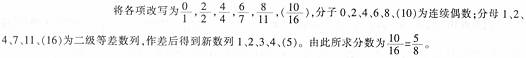 将各项改写为0/1,2/2,4/4,6/7,8/11,(10/16),分子0、2、4、6、8、(10)为连续偶数;分母1、2、
4、7、11、(16)为二级等差数列,作差后得到新数列1、2、3、4、(5)。由此所求分数为10/16=5/8。